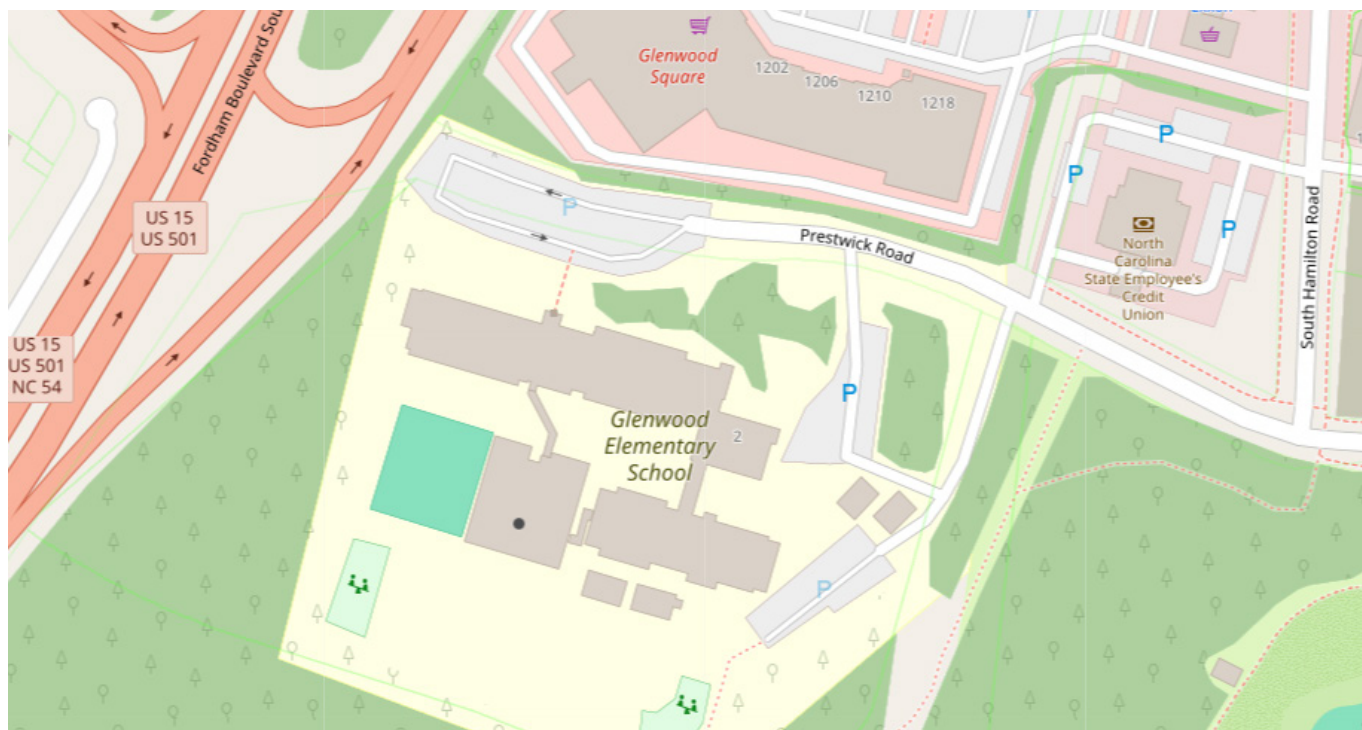 Fordham Boulevard Sou
Glenwood
Square
1202
1206
1210
1218
P
P
P
P
US 15
US 501
Prestwick Road
North
Carolina
State Employee's
Credit
Union
South Hamilton Road
US 15
US 501
NC 54
P
Glenwood
Elementary
School
2
P